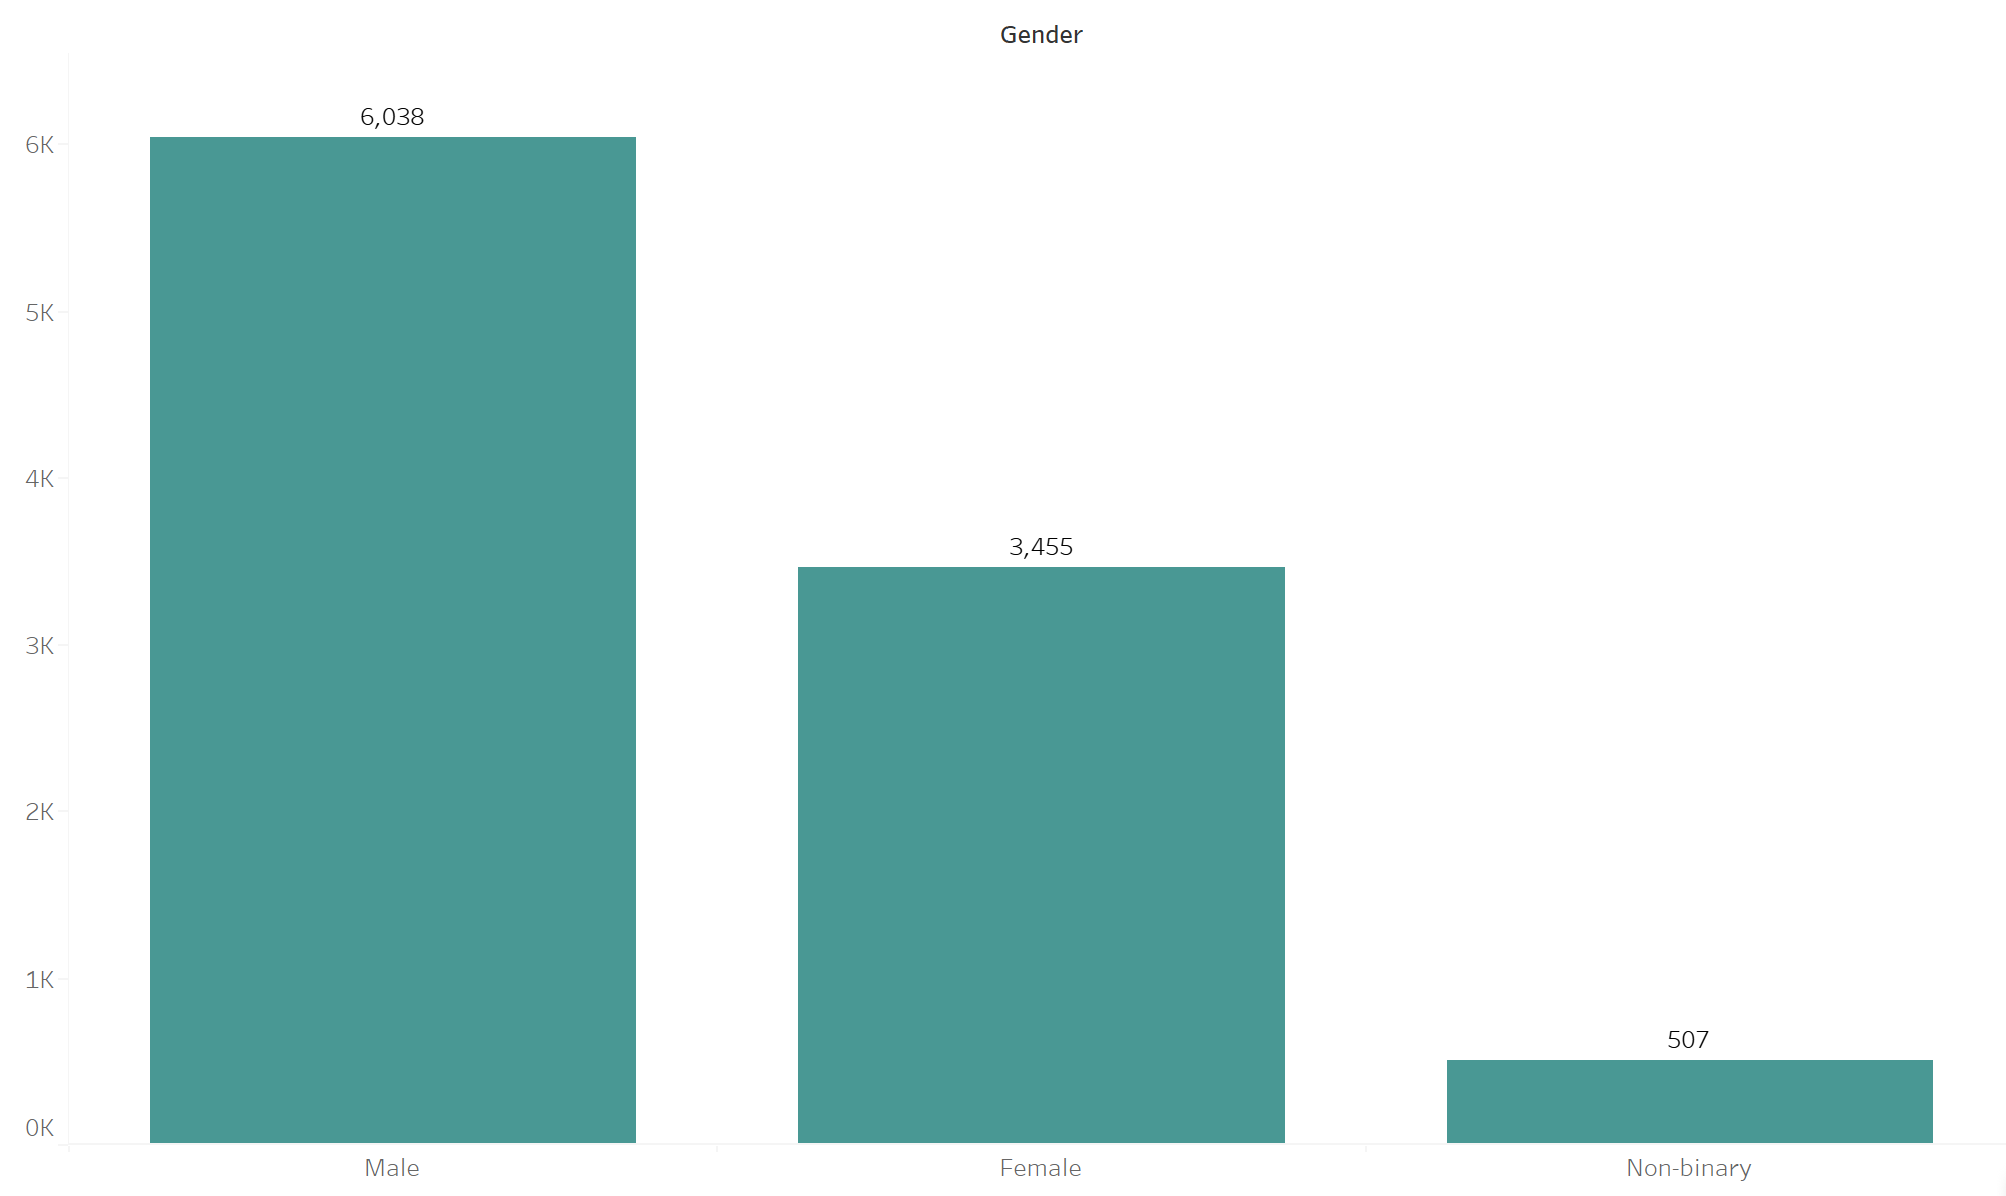 Gender
6,038
6K
5K
4K
3,455
3K
2K
1K
507
0K
Male Female Non-binary